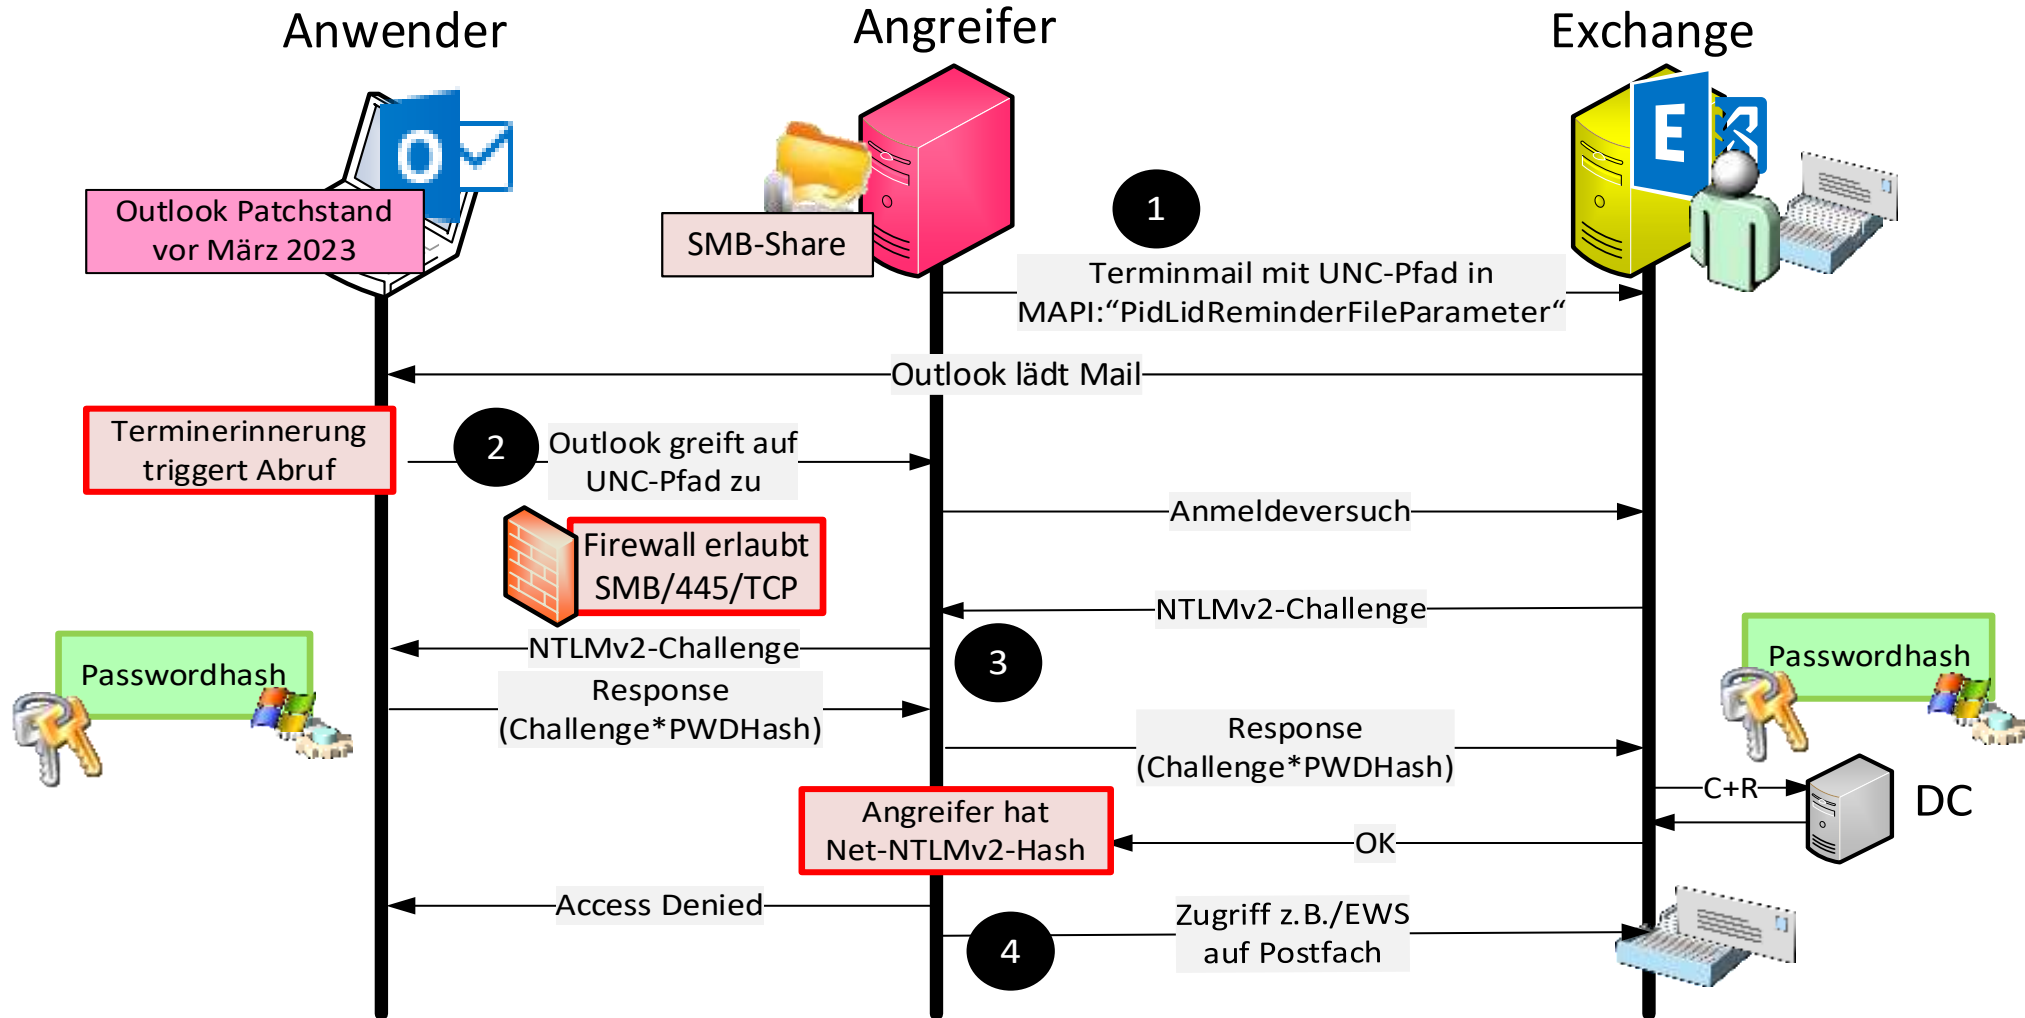 Anwender
Angreifer
Exchange
Outlook Patchstand
vor März 2023
SMB-Share
1
Terminmail mit UNC-Pfad in
MAPI:“PidLidReminderFileParameter“
Outlook lädt Mail
Terminerinnerung
triggert Abruf
2
Outlook greift auf
UNC-Pfad zu
Anmeldeversuch
Firewall erlaubt
SMB/445/TCP
NTLMv2-Challenge
NTLMv2-Challenge
3
Passwordhash
Passwordhash
Response
(Challenge*PWDHash)
Response
(Challenge*PWDHash)
C+R
DC
Angreifer hat
Net-NTLMv2-Hash
OK
Access Denied
4
Zugriff z.B./EWS
auf Postfach
O
E